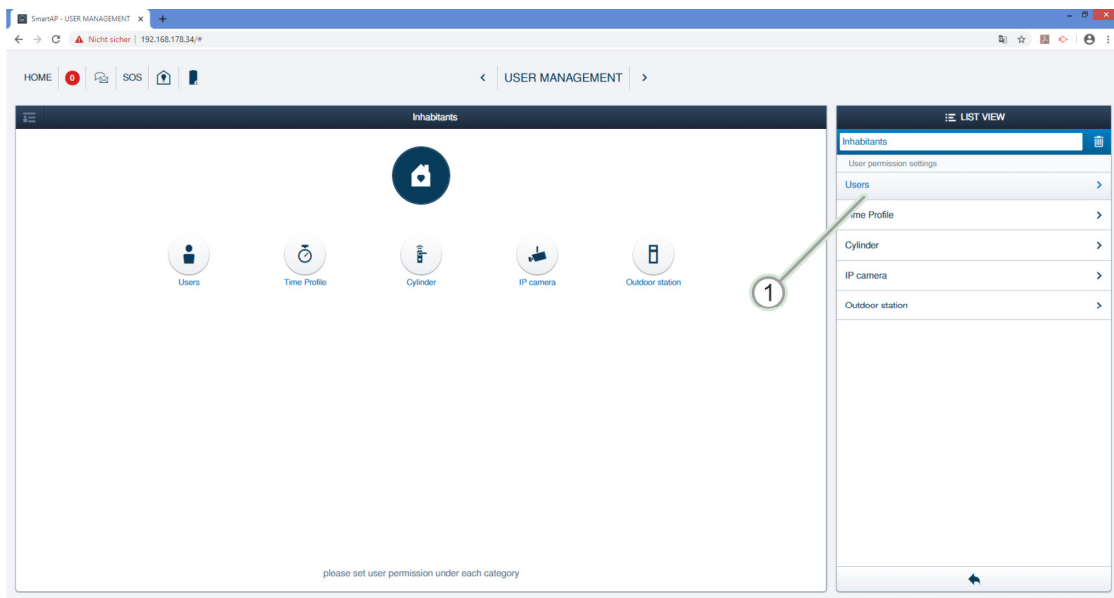 SmartAP - USER MANAGEMENT
Nicht sicher | 192.168.178.34/#
HOME 0 SOS
USER MANAGEMENT
Inhabitants
Users
Time Profile
Cylinder
IP camera
Outdoor station
please set user permission under each category
LIST VIEW
Inhabitants
User permission settings
Users
Time Profile
Cylinder
IP camera
Outdoor station
1